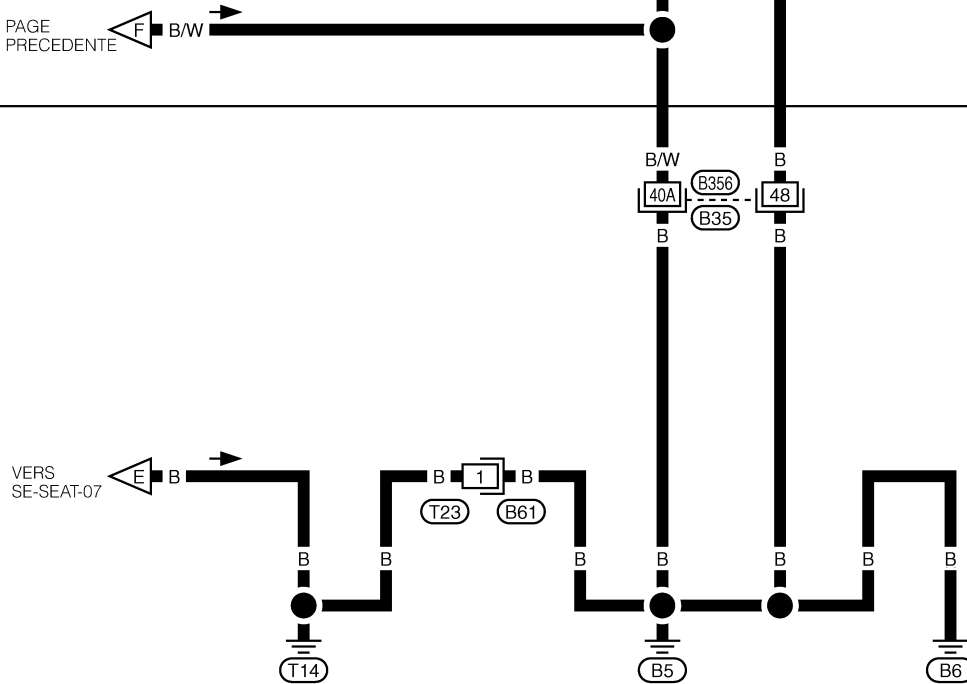 PAGE
PRECEDENTE
F B/W
B/W B
40A B356 48
B35
B B
VERS
SE-SEAT-07
E B B 1 B
T23 B61
B B B B B B B
T14 B5 B6